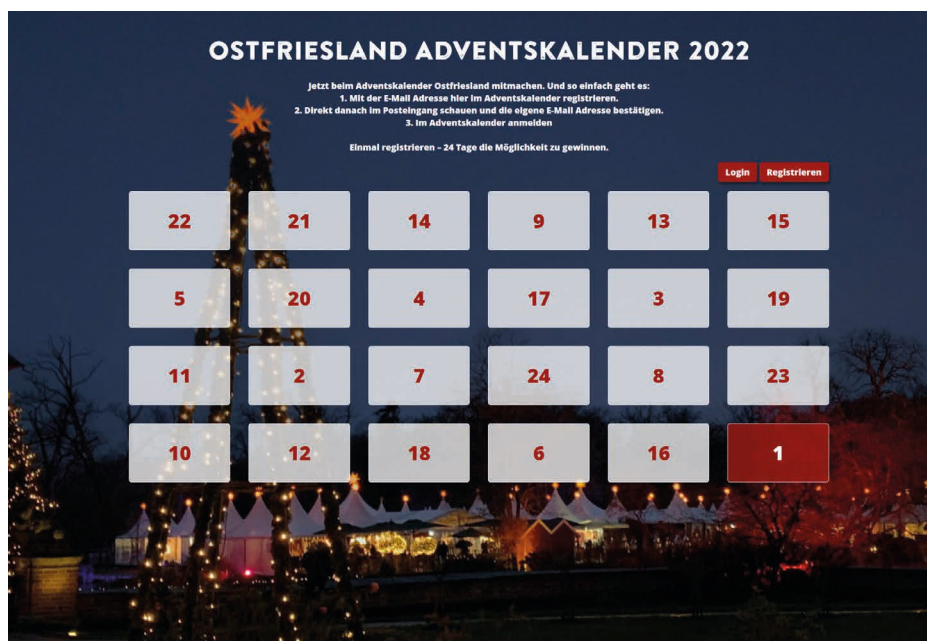 OSTFRIESLAND ADVENTSKALENDER 2022
Jetzt beim Adventskalender Ostfriesland mitmachen. Und so einfach geht es:
1. Mit der E-Mail Adresse hier im Adventskalender registrieren.
2. Direkt danach im Posteingang schauen und die eigene E-Mail Adresse bestätigen.
3. Im Adventskalender anmelden
Einmal registrieren – 24 Tage die Möglichkeit zu gewinnen.
Login Registrieren
22 21 14 9 13 15
5 20 4 17 3 19
11 2 7 24 8 23
10 12 18 6 16 1